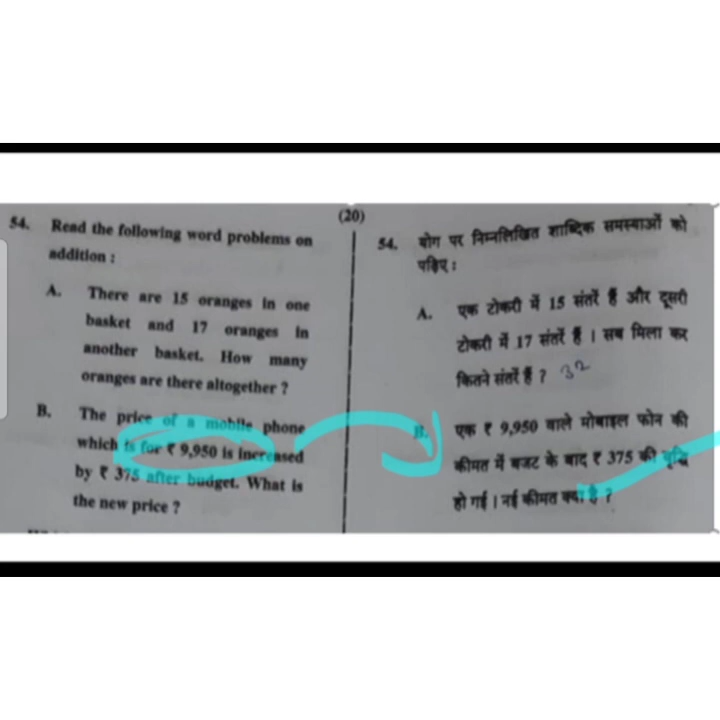 (20)
54. Read the following word problems on
addition :
A. There are 15 oranges in one
basket and 17 oranges in
another basket. How many
oranges are there altogether ?
B. The price of a mobile phone
which is for ₹ 9,950 is increased
by ₹ 375 after budget. What is
the new price ?
54. योग पर निम्नलिखित शाब्दिक समस्याओं को
पढ़िए :
A. एक टोकरी में 15 संतरें हैं और दूसरी
टोकरी में 17 संतरें हैं । सब मिला कर
कितने संतरें हैं ? 32
B. एक ₹ 9,950 वाले मोबाइल फोन की
कीमत में बजट के बाद ₹ 375 की वृद्धि
हो गई । नई कीमत क्या है ?